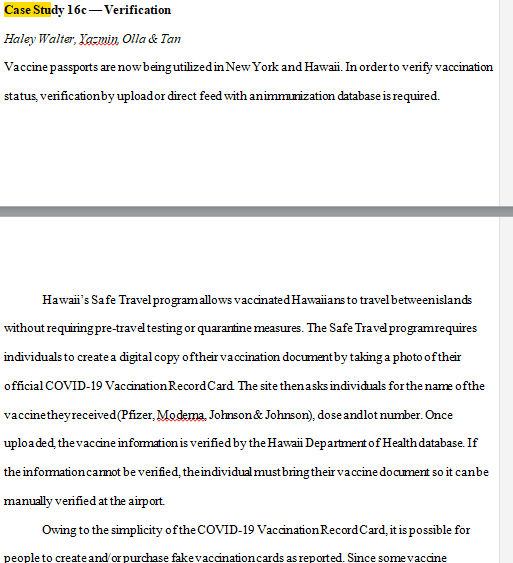 Case Study 16c — Verification
Haley Walter, Yazmin, Olla & Tan
Vaccine passports are now being utilized in New York and Hawaii. In order to verify vaccination
status, verification by upload or direct feed with an immunization database is required.
Hawaii’s Safe Travel program allows vaccinated Hawaiians to travel between islands
without requiring pre-travel testing or quarantine measures. The Safe Travel program requires
individuals to create a digital copy of their vaccination document by taking a photo of their
official COVID-19 Vaccination Record Card. The site then asks individuals for the name of the
vaccine they received (Pfizer, Moderna, Johnson & Johnson), dose and lot number. Once
uploaded, the vaccine information is verified by the Hawaii Department of Health database. If
the information cannot be verified, the individual must bring their vaccine document so it can be
manually verified at the airport.
Owing to the simplicity of the COVID-19 Vaccination Record Card, it is possible for
people to create and/or purchase fake vaccination cards as reported. Since some vaccine